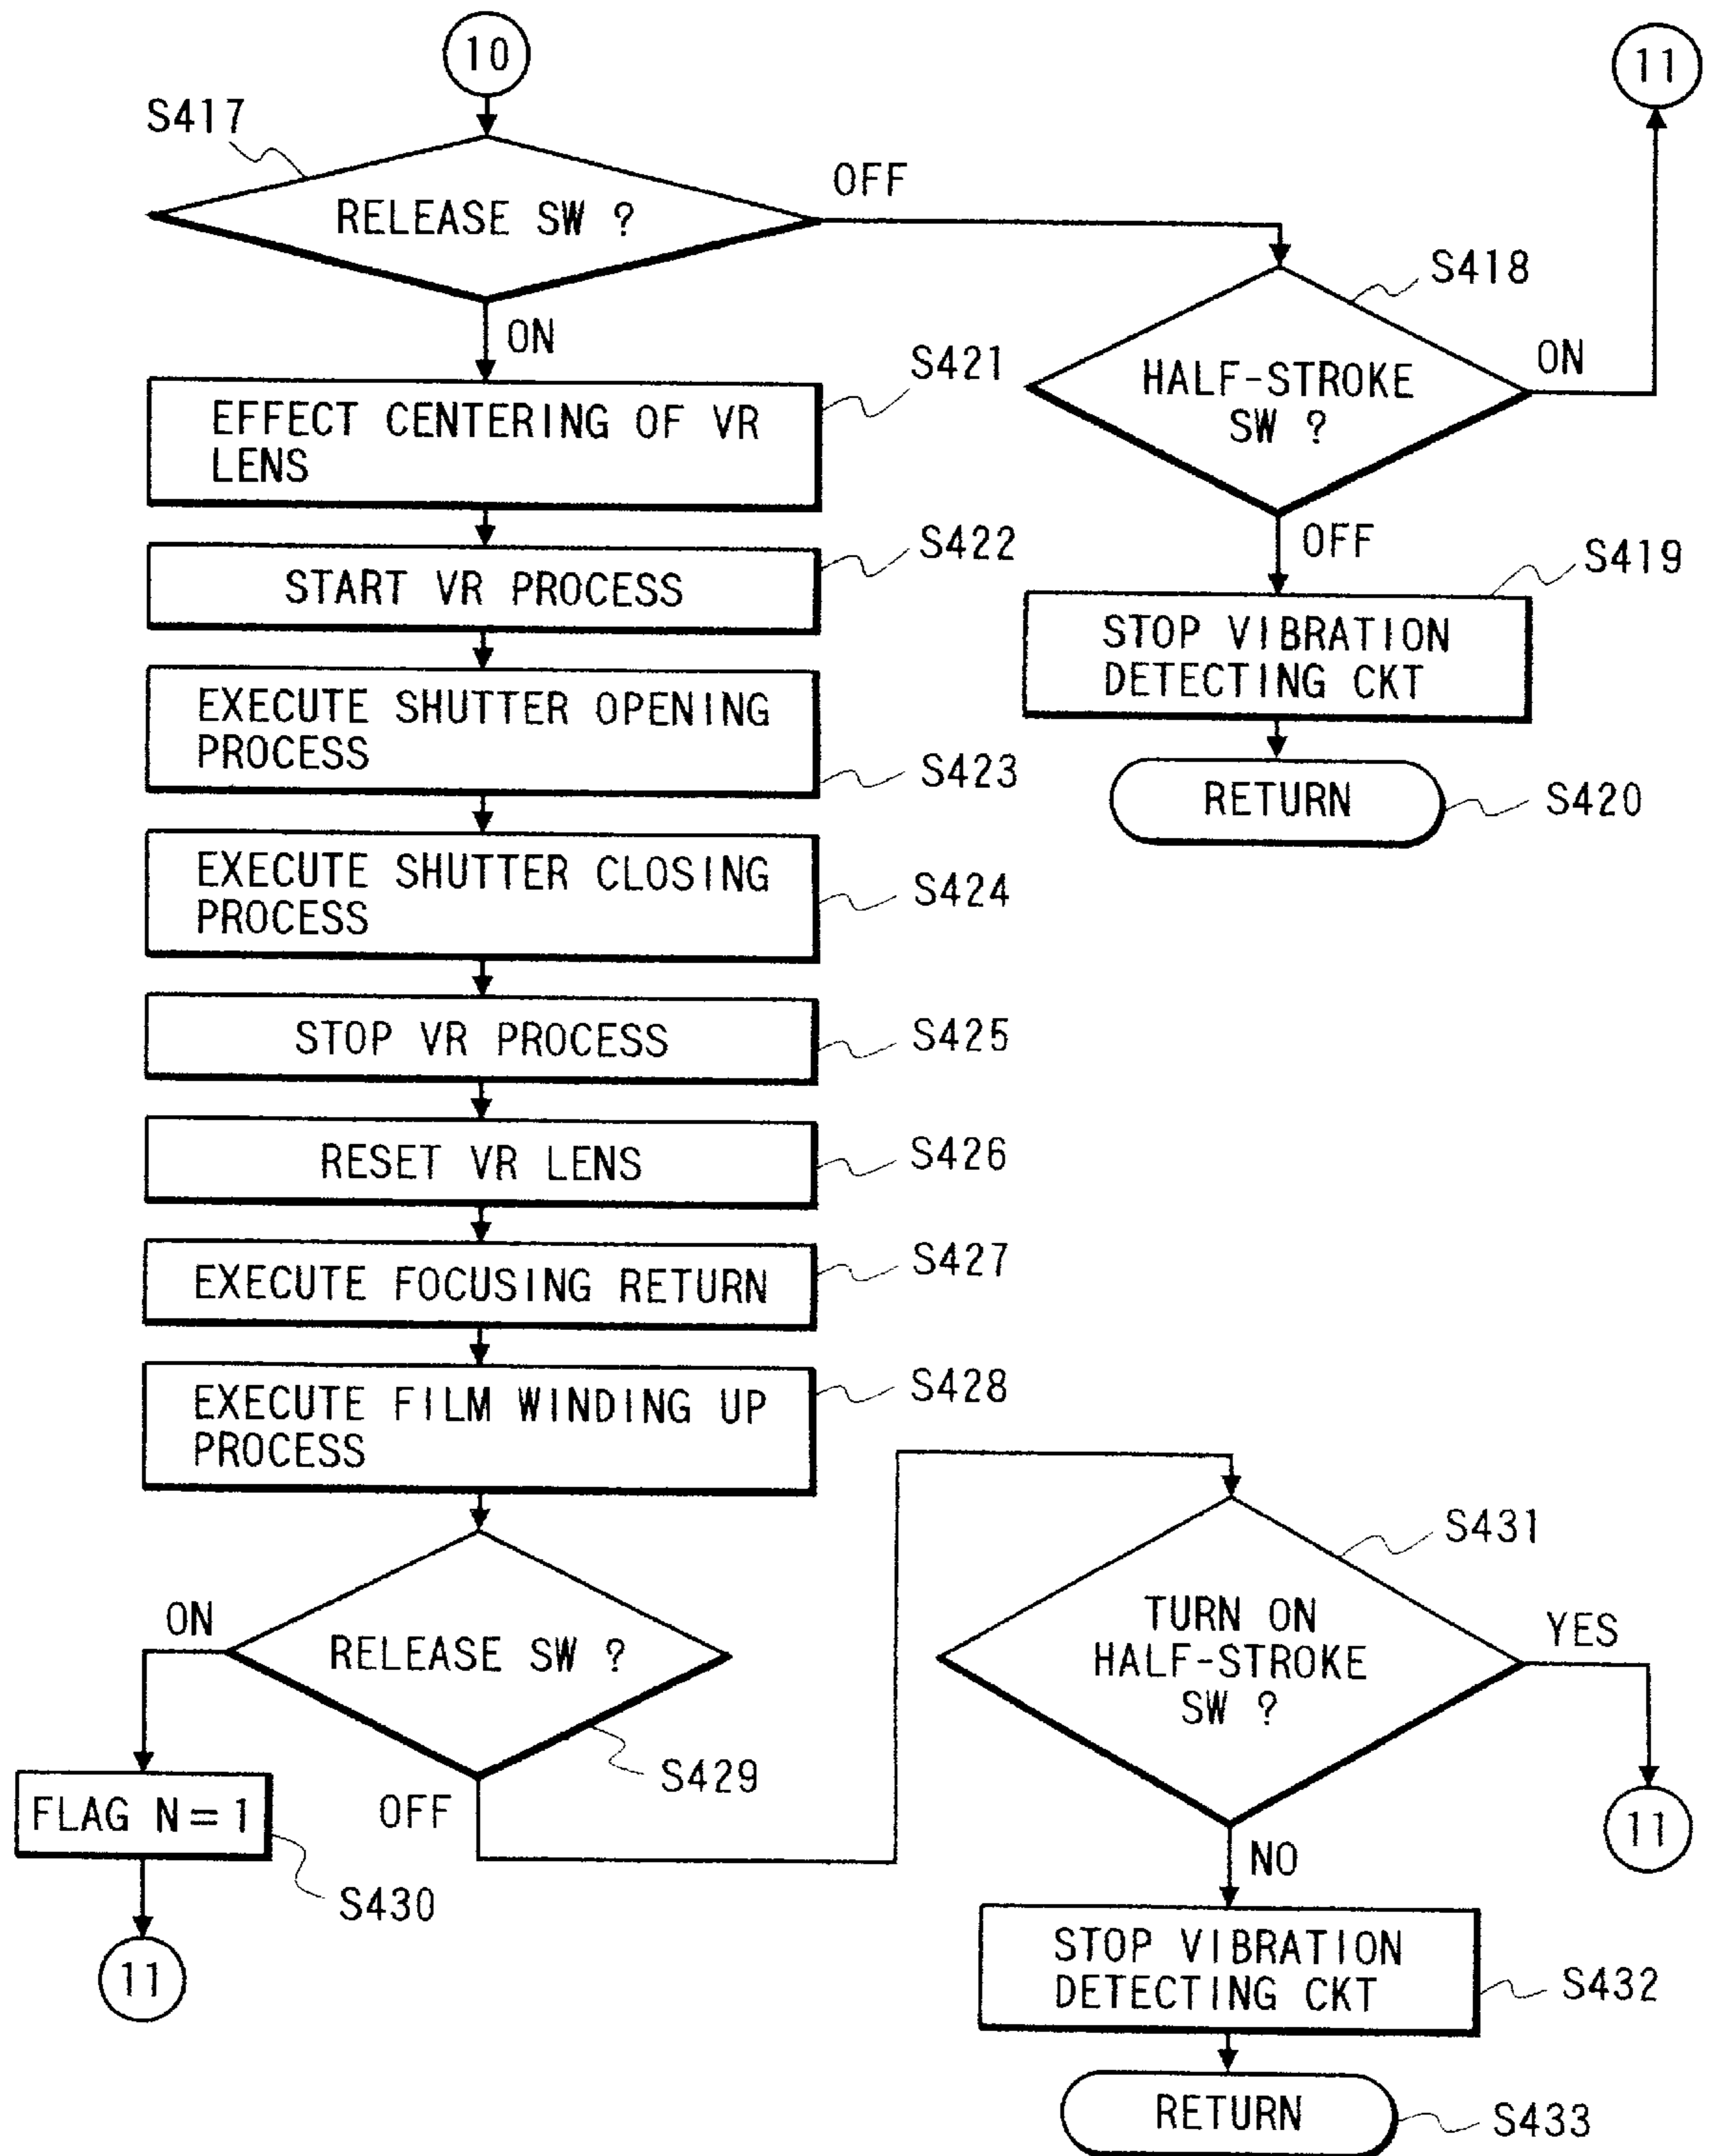 10
11
S417
RELEASE SW ?
OFF
ON
S418
HALF-STROKE
SW ?
ON
S421
EFFECT CENTERING OF VR
LENS
OFF
S422
START VR PROCESS
S419
STOP VIBRATION
DETECTING CKT
EXECUTE SHUTTER OPENING
PROCESS
S423
RETURN
S420
EXECUTE SHUTTER CLOSING
PROCESS
S424
STOP VR PROCESS
S425
RESET VR LENS
S426
EXECUTE FOCUSING RETURN
S427
EXECUTE FILM WINDING UP
PROCESS
S428
RELEASE SW ?
ON
S429
OFF
FLAG N = 1
S430
11
S431
TURN ON
HALF-STROKE
SW ?
YES
11
NO
STOP VIBRATION
DETECTING CKT
S432
RETURN
S433